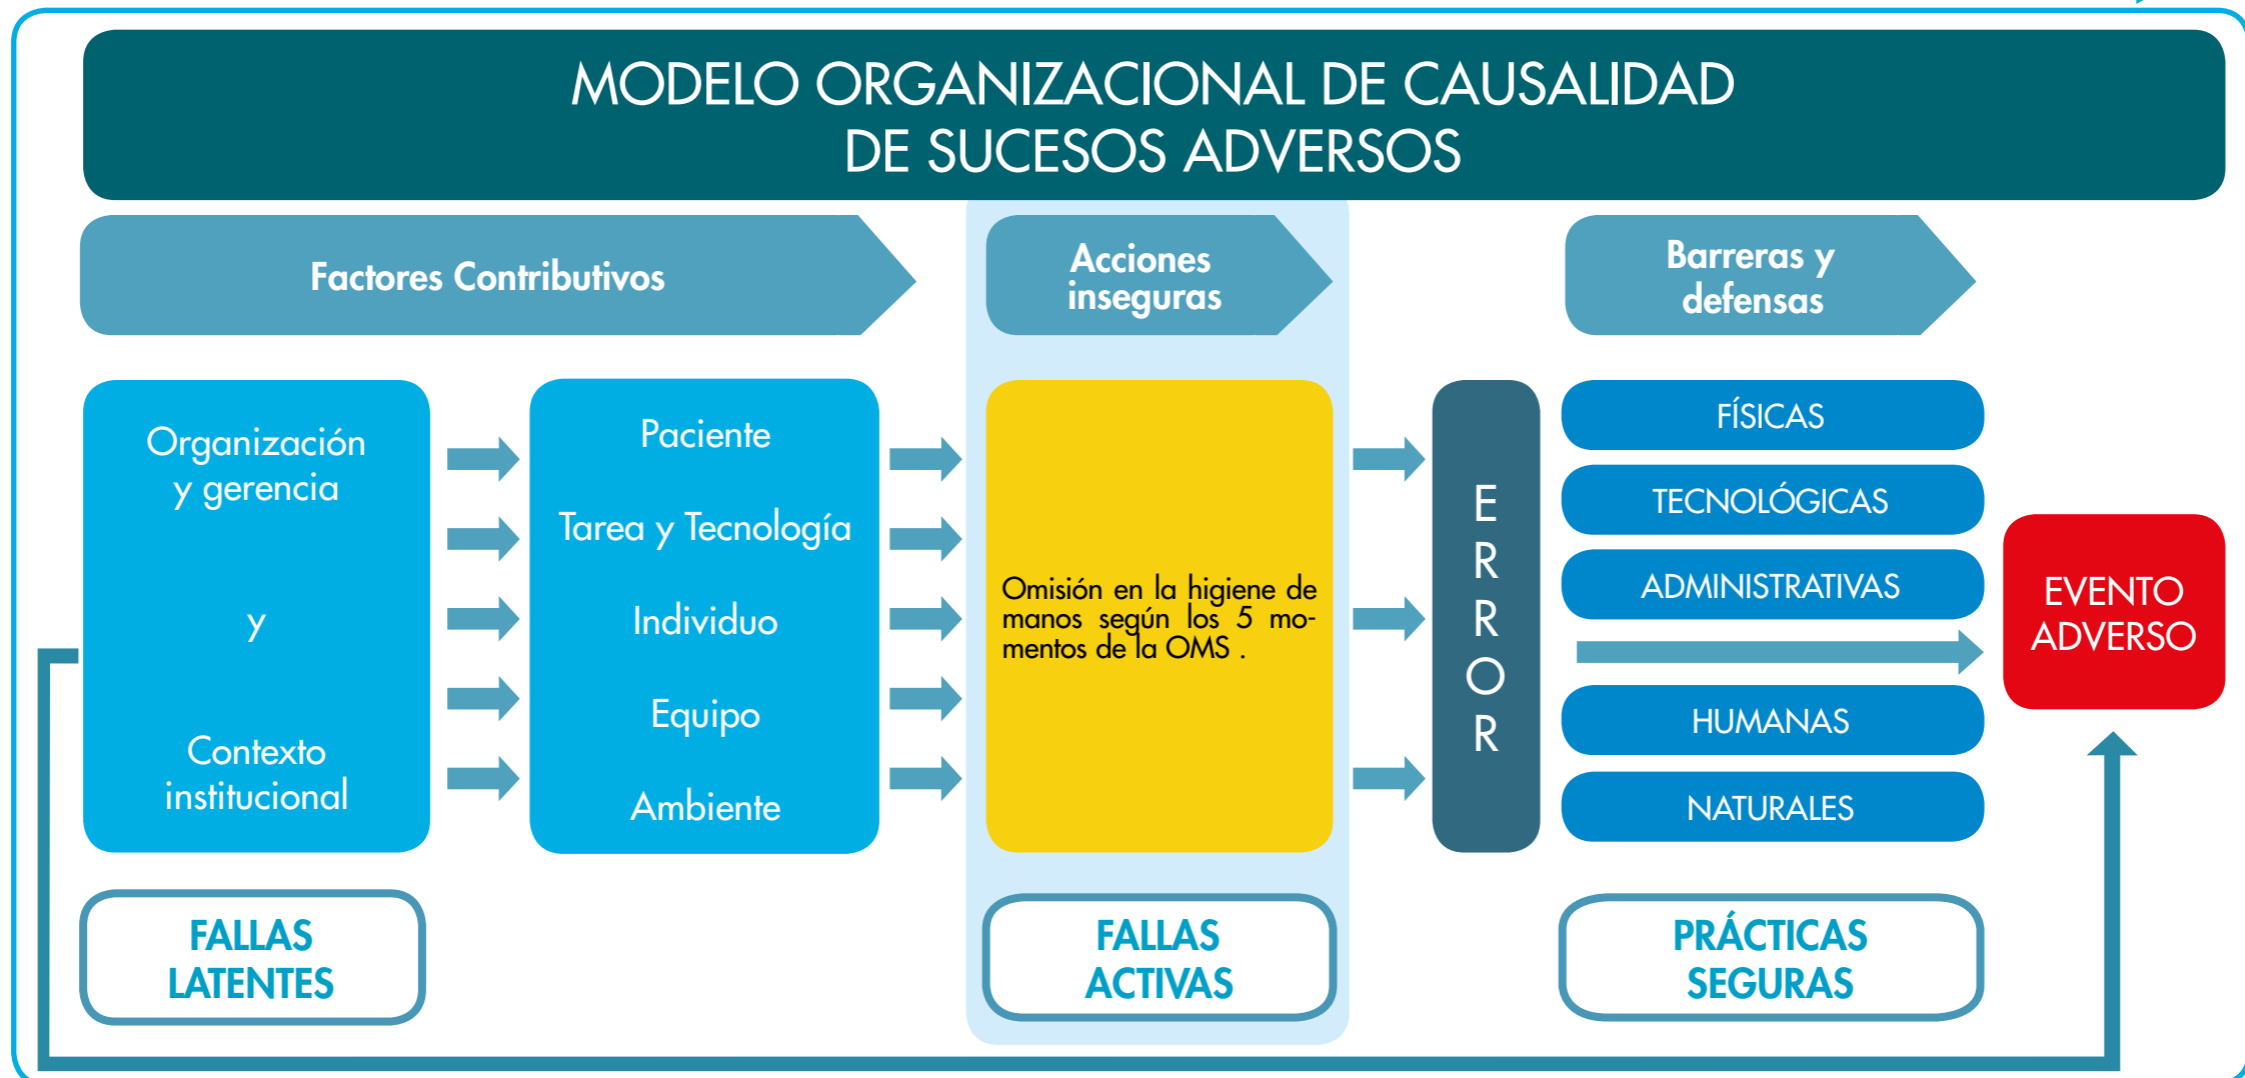 MODELO ORGANIZACIONAL DE CAUSALIDAD
DE SUCESOS ADVERSOS
Factores Contributivos
Acciones
inseguras
Barreras y
defensas
Organización
y gerencia
y
Contexto
institucional
Paciente
Tarea y Tecnología
Individuo
Equipo
Ambiente
Omisión en la higiene de
manos según los 5 mo-
mentos de la OMS .
E
R
R
O
R
FÍSICAS
TECNOLÓGICAS
ADMINISTRATIVAS
HUMANAS
NATURALES
EVENTO
ADVERSO
FALLAS
LATENTES
FALLAS
ACTIVAS
PRÁCTICAS
SEGURAS